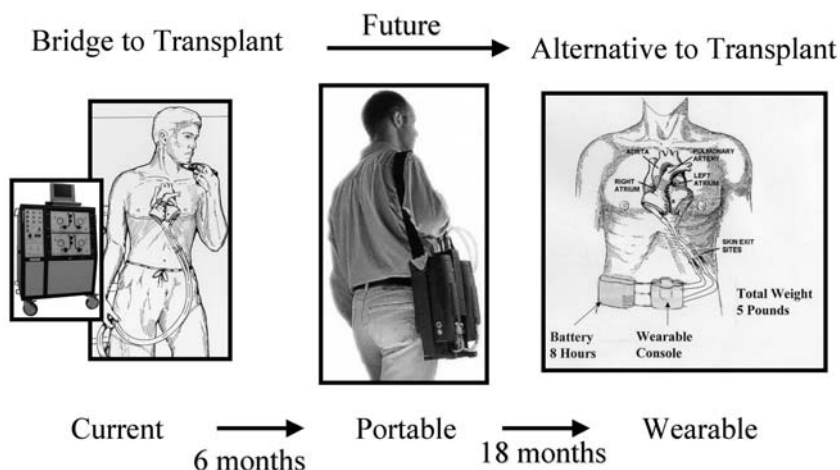 Bridge to Transplant
Future
Alternative to Transplant
AORTA
PULMONARY
ARTERY
RIGHT
ATRIUM
LEFT
ATRIUM
SKIN EXIT
SITES
Total Weight
5 Pounds
Battery
8 Hours
Wearable
Console
Current
6 months
Portable
18 months
Wearable